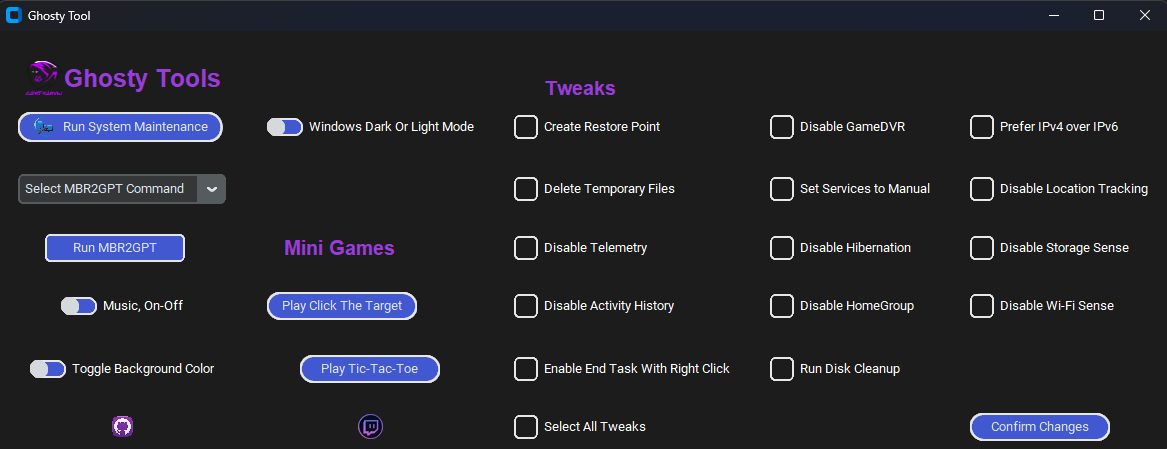 Ghosty Tool
Ghosty Tools
Tweaks
Run System Maintenance
Windows Dark Or Light Mode
Create Restore Point
Disable GameDVR
Prefer IPv4 over IPv6
Select MBR2GPT Command
Delete Temporary Files
Set Services to Manual
Disable Location Tracking
Run MBR2GPT
Mini Games
Disable Telemetry
Disable Hibernation
Disable Storage Sense
Music, On-Off
Play Click The Target
Disable Activity History
Disable HomeGroup
Disable Wi-Fi Sense
Toggle Background Color
Play Tic-Tac-Toe
Enable End Task With Right Click
Run Disk Cleanup
Select All Tweaks
Confirm Changes